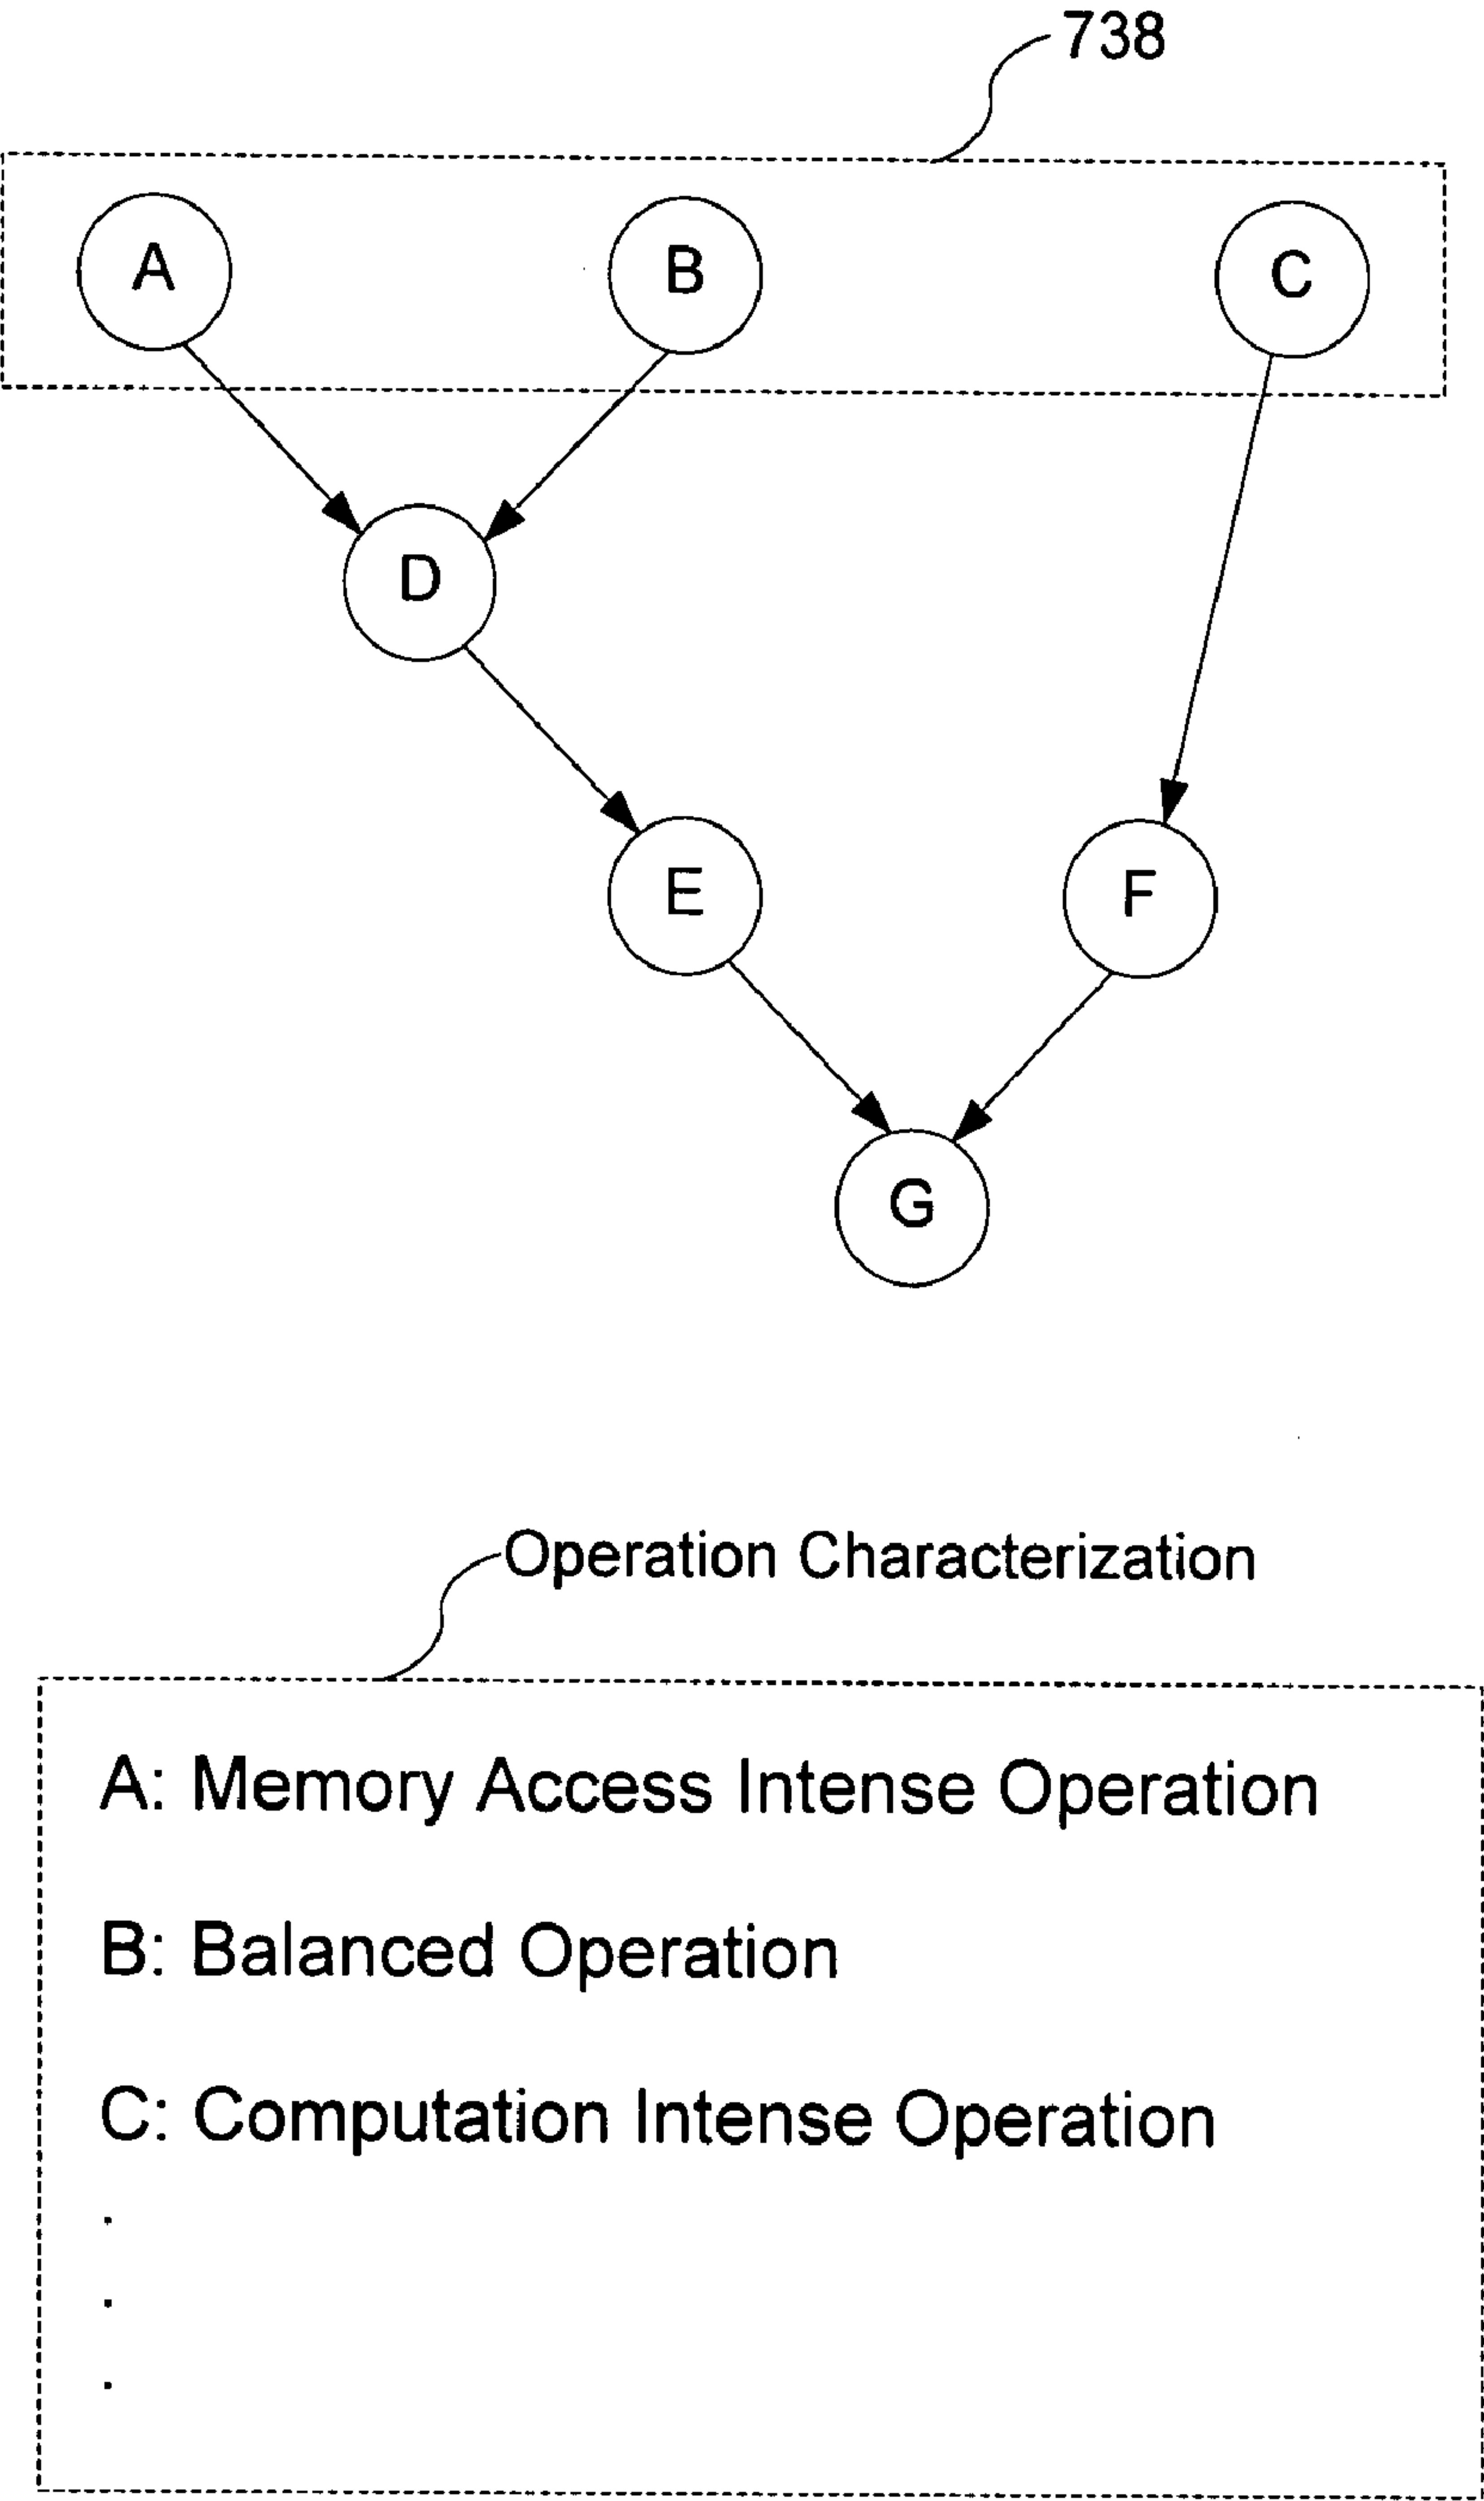 738
A B C
D
E F
G
Operation Characterization
A: Memory Access Intense Operation
B: Balanced Operation
C: Computation Intense Operation
.
.
.